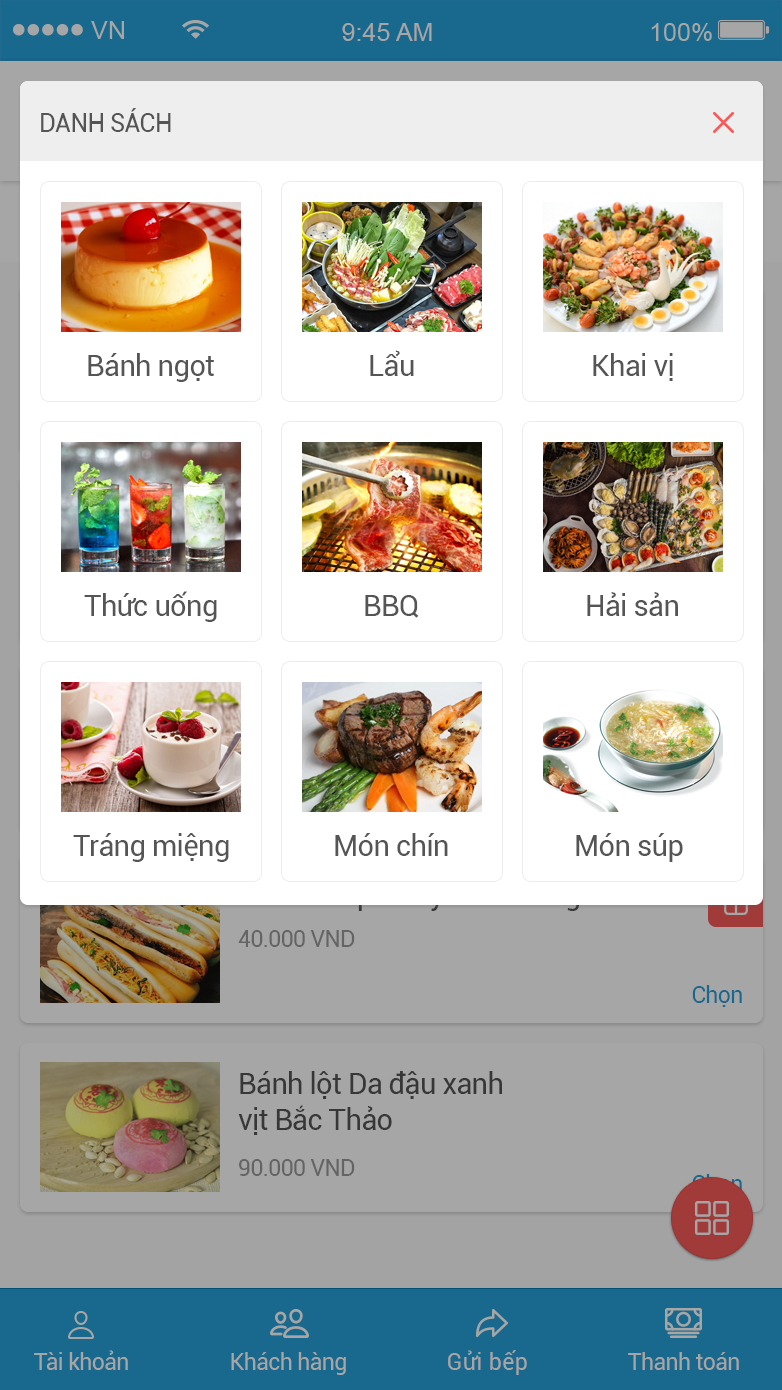 VN
9:45 AM
100%
DANH SÁCH
Bánh ngọt
Lẩu
Khai vị
Thức uống
BBQ
Hải sản
Tráng miệng
Món chín
Món súp
40.000 VND
Chọn
Bánh lột Da đậu xanh
vịt Bắc Thảo
90.000 VND
Tài khoản
Khách hàng
Gửi bếp
Thanh toán